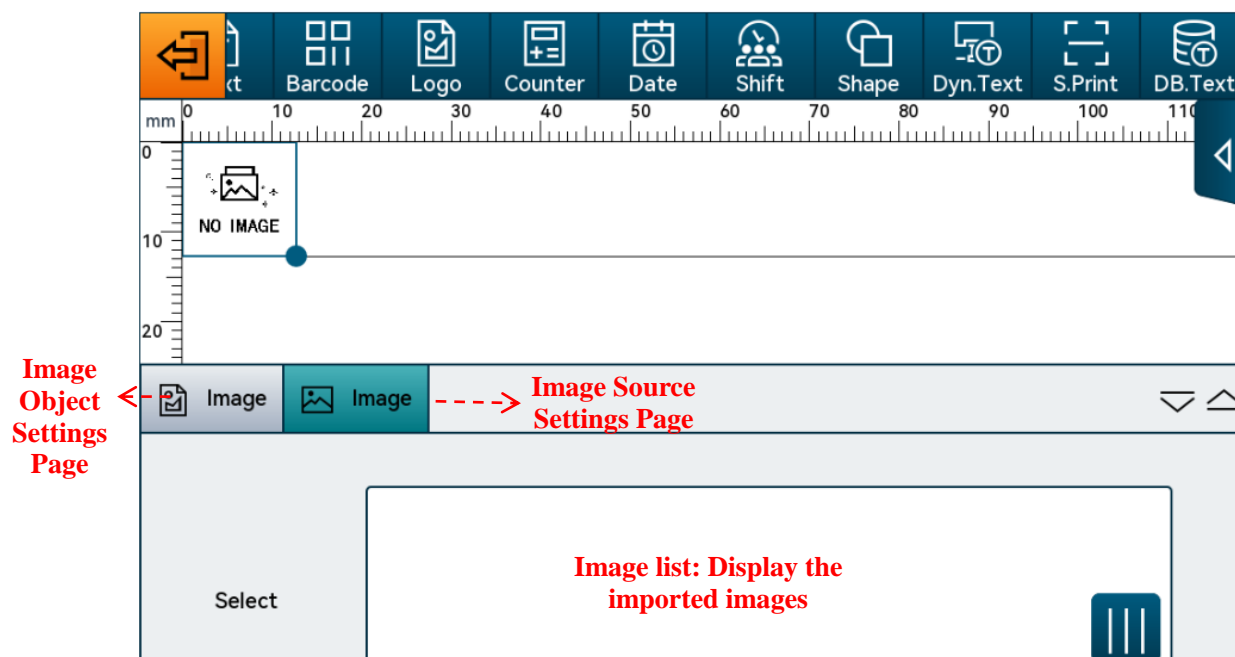 xt Barcode Logo Counter Date Shift Shape Dyn.Text S.Print DB.Text
mm 0 10 20 30 40 50 60 70 80 90 100 110
0
NO IMAGE
10
20
Image Object Settings Page
Image
Image
Image Source
Settings Page
Image list: Display the
imported images
Select